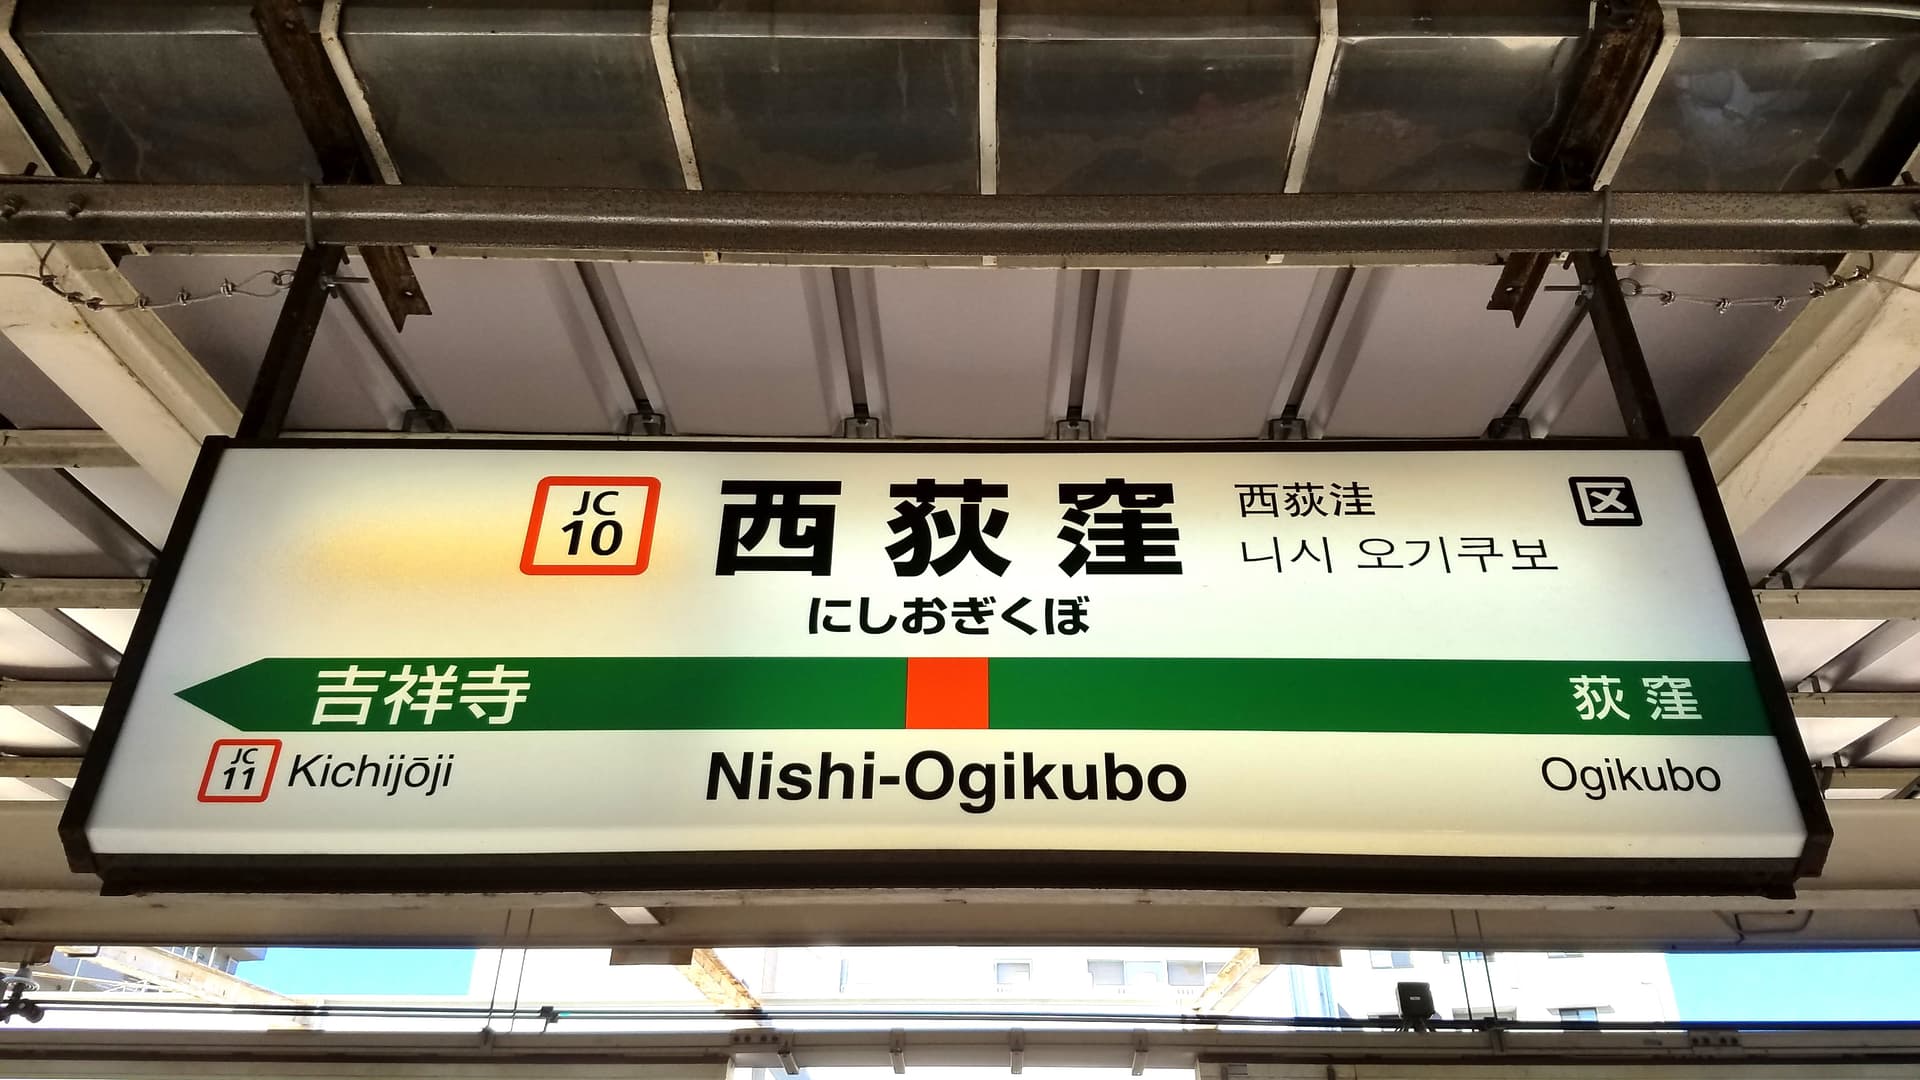 JC
10
西荻窪
西荻洼
니시 오기쿠보
区
にしおぎくぼ
吉祥寺
荻窪
JC
11
Kichijōji
Nishi-Ogikubo
Ogikubo